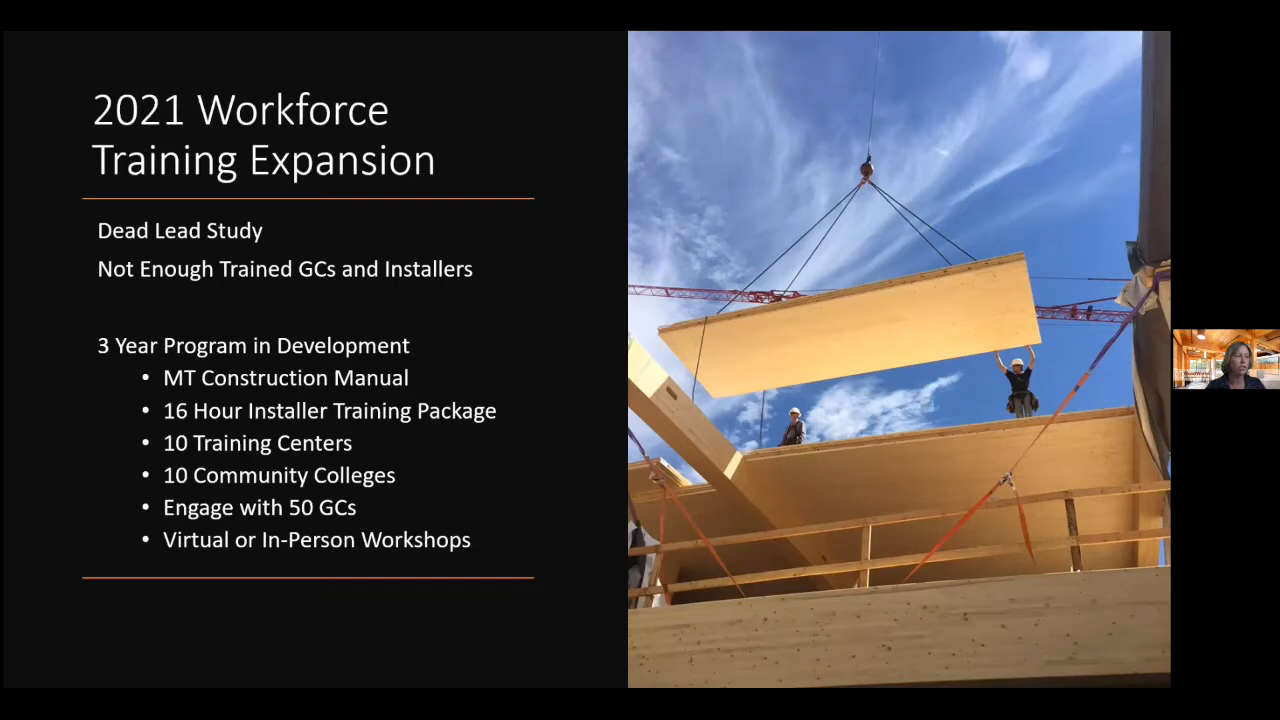 2021 Workforce
Training Expansion
Dead Lead Study
Not Enough Trained GCs and Installers
3 Year Program in Development
• MT Construction Manual
• 16 Hour Installer Training Package
• 10 Training Centers
• 10 Community Colleges
• Engage with 50 GCs
• Virtual or In-Person Workshops